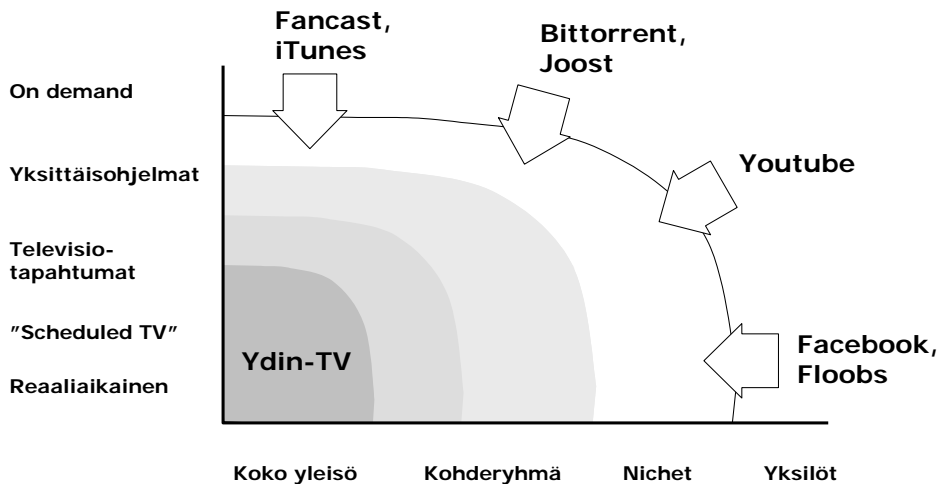 Fancast,
iTunes
Bittorrent,
Joost
On demand
Yksittäisohjelmat
Youtube
Televisio-
tapahtumat
”Scheduled TV”
Ydin-TV
Facebook,
Floobs
Reaaliaikainen
Koko yleisö Kohderyhmä Nichet Yksilöt